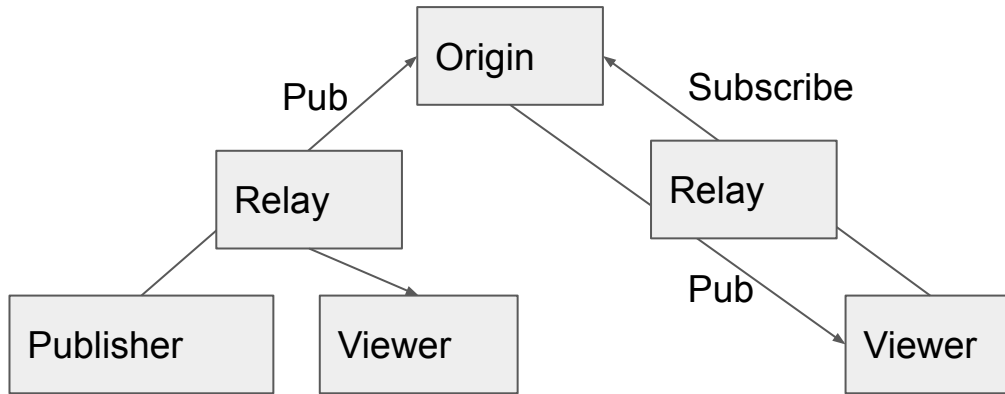 Origin
Pub
Subscribe
Relay
Relay
Pub
Publisher
Viewer
Viewer